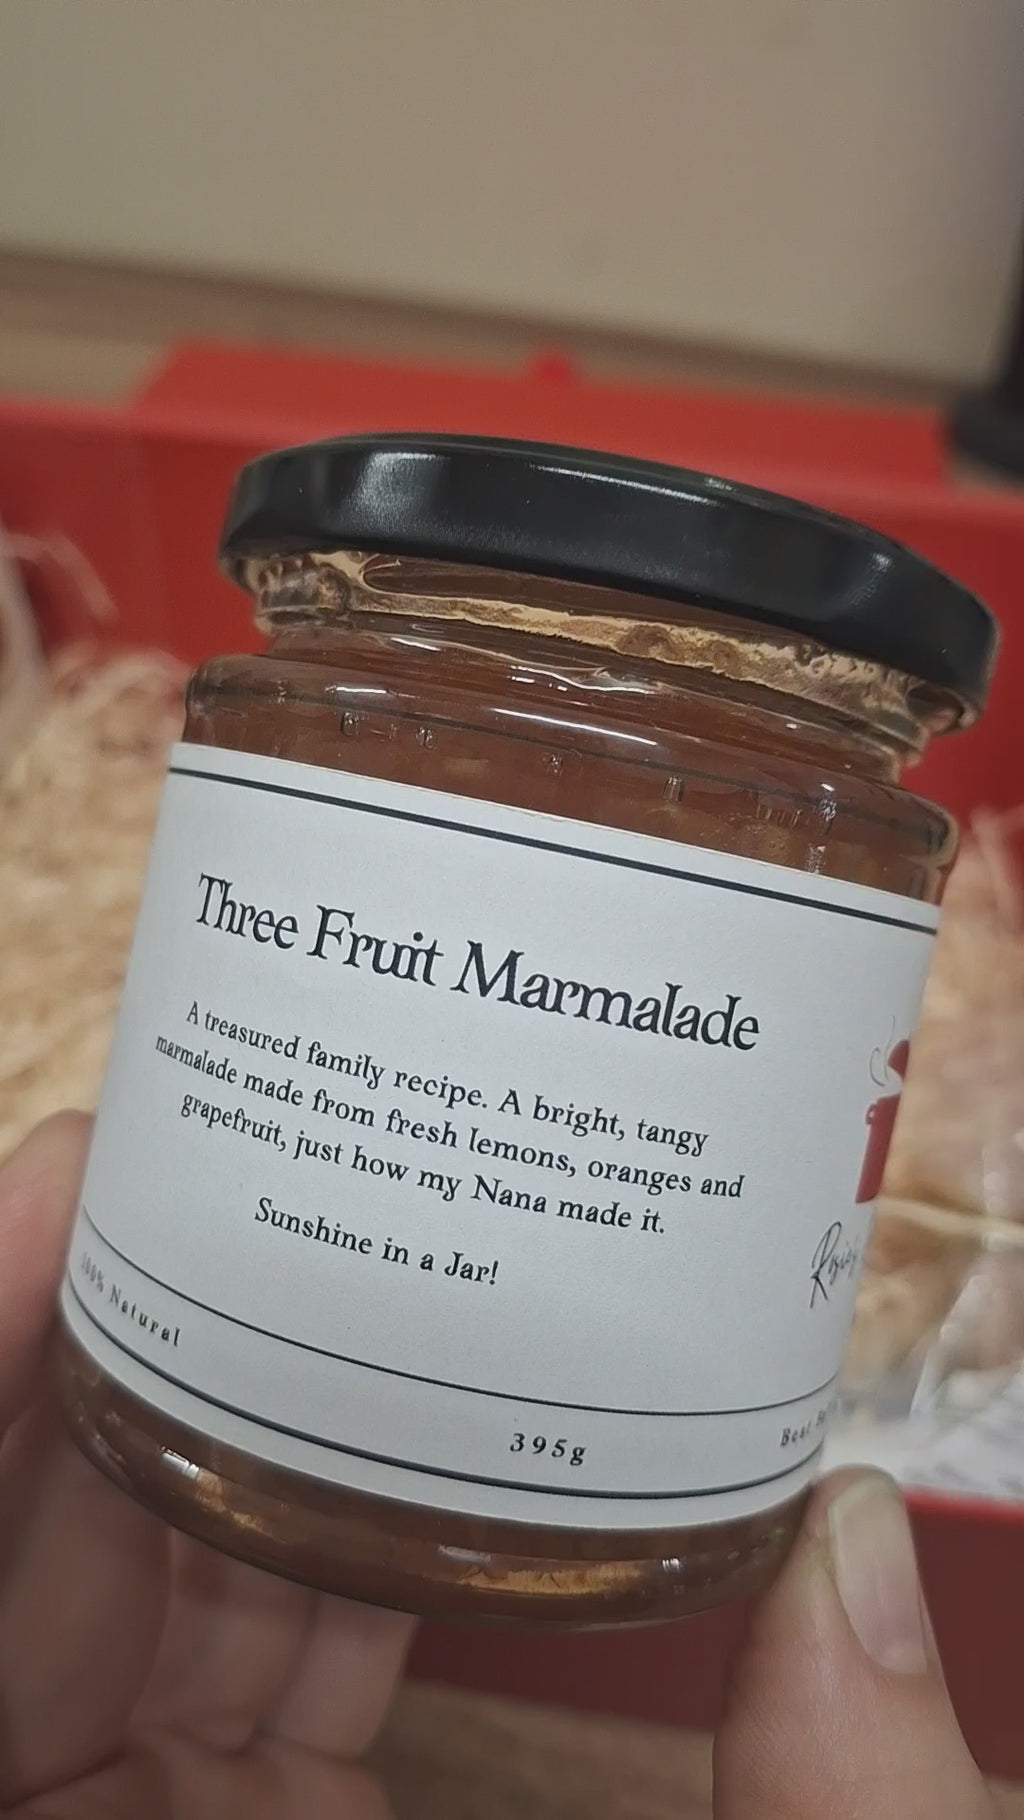 Three Fruit Marmalade
A treasured family recipe. A bright, tangy
marmalade made from fresh lemons, oranges and
grapefruit, just how my Nana made it.
Sunshine in a Jar!
100% Natural
395g
Best